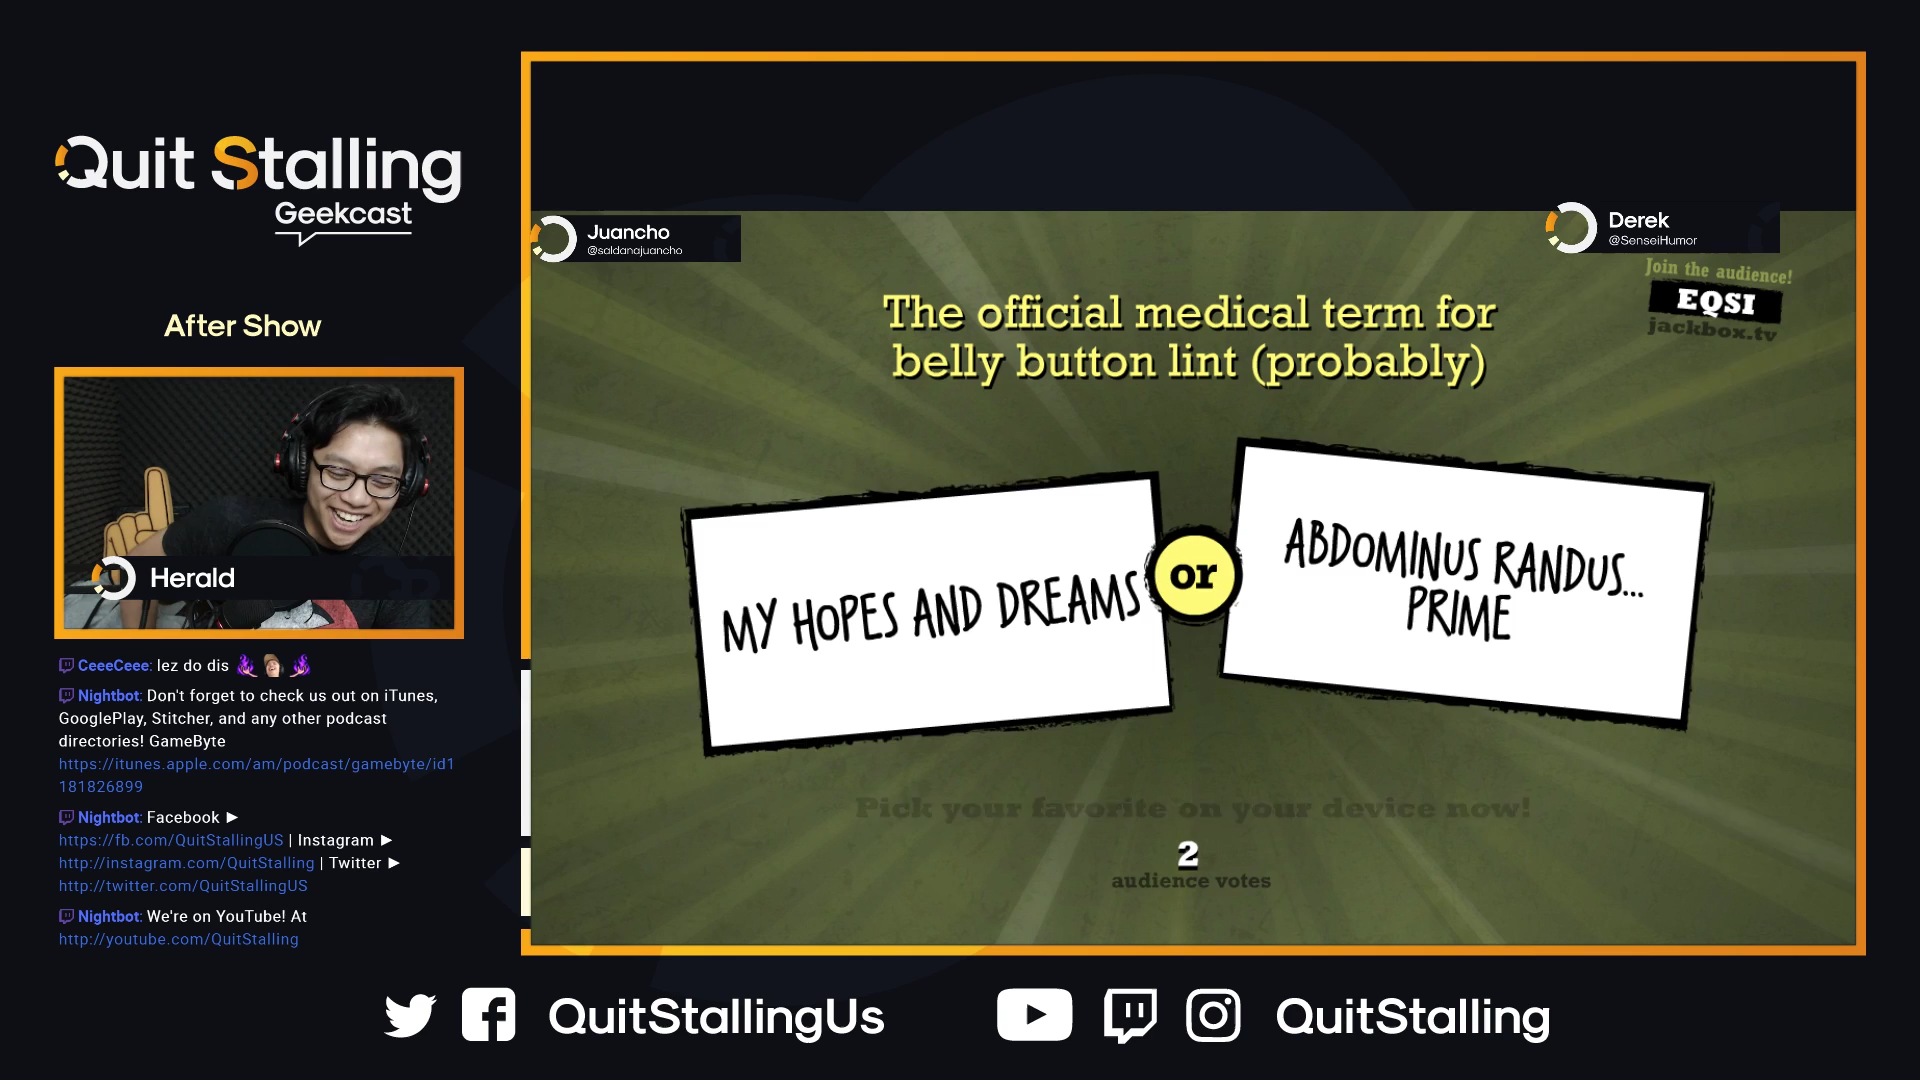 Quit Stalling
Geekcast
After Show
Herald
CeeeCeee: lez do dis
Nightbot: Don't forget to check us out on iTunes,
GooglePlay, Stitcher, and any other podcast
directories! GameByte
https://itunes.apple.com/am/podcast/gamebyte/id1
181826899
Nightbot: Facebook ►
https://fb.com/QuitStallingUS | Instagram ►
http://instagram.com/QuitStalling | Twitter ►
http://twitter.com/QuitStallingUS
Nightbot: We're on YouTube! At
http://youtube.com/QuitStalling
Juancho
@saldanajuancho
Derek
@SenseiHumor
Join the audience!
EQSI
jackbox.tv
The official medical term for
belly button lint (probably)
MY HOPES AND DREAMS
or
ABDOMINUS RANDUS...
PRIME
Pick your favorite on your device now!
2
audience votes
QuitStallingUs
QuitStalling